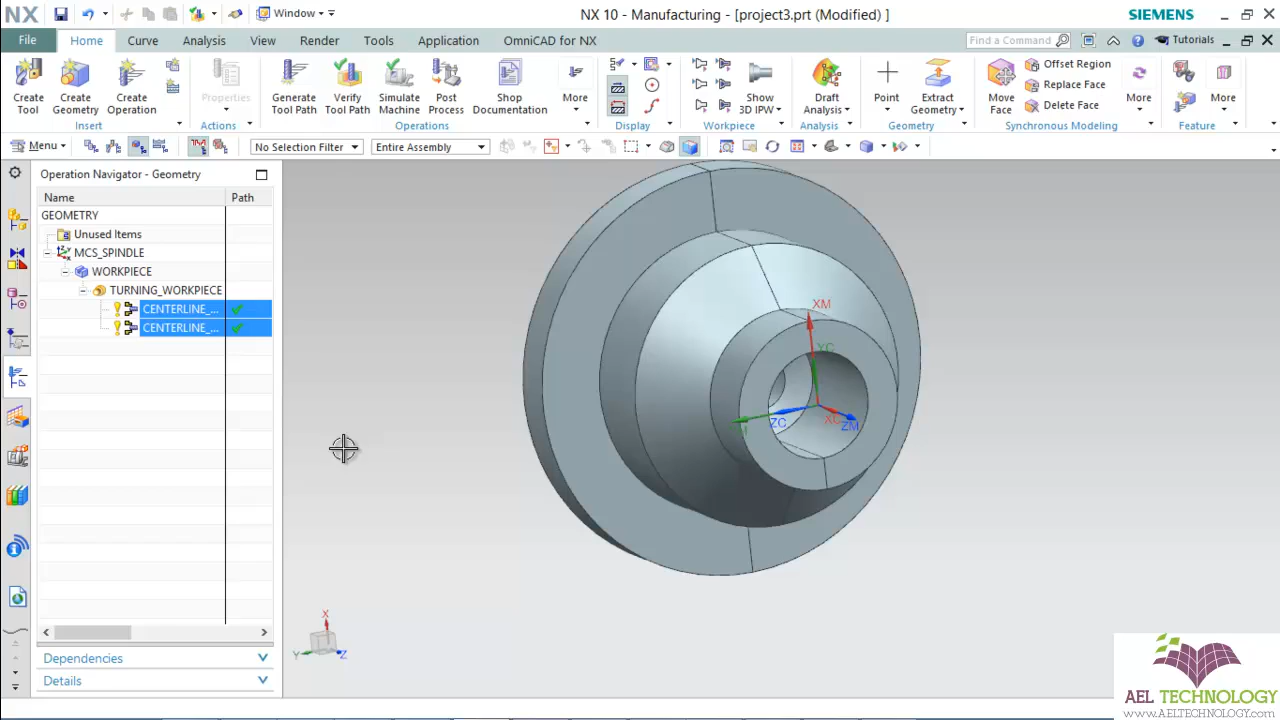 NX
Window
NX 10 - Manufacturing - [project3.prt (Modified) ]
SIEMENS
File Home Curve Analysis View Render Tools Application OmniCAD for NX
Find a Command
Tutorials
Create Tool
Create Geometry
Create Operation
Properties
Generate Tool Path
Verify Tool Path
Simulate Machine
Post Process
Shop Documentation
More
Show 3D IPW
Draft Analysis
Point
Extract Geometry
Move Face
Offset Region
Replace Face
Delete Face
More
More
Insert Actions Operations Display Workpiece Analysis Geometry Synchronous Modeling Feature
Menu
No Selection Filter
Entire Assembly
Operation Navigator - Geometry
Name Path
GEOMETRY
Unused Items
MCS_SPINDLE
WORKPIECE
TURNING_WORKPIECE
CENTERLINE_...
CENTERLINE_...
Dependencies
Details
XM
YC
ZC
XC
ZM
X
Y
Z
AEL TECHNOLOGY
www.AELTECHNOLOGY.com